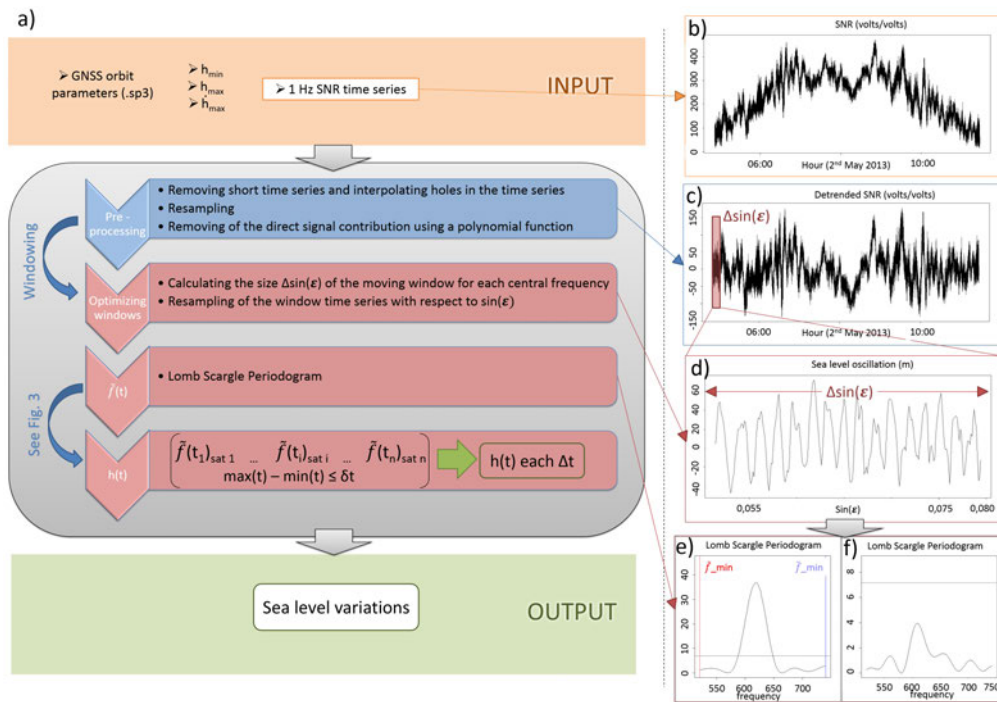 a)
INPUT
➢ GNSS orbit
parameters (.sp3)
➢ hmin
➢ hmax
➢ ḣmax
➢ 1 Hz SNR time series
Windowing
See Fig. 3
Pre -
processing
• Removing short time series and interpolating holes in the time series
• Resampling
• Removing of the direct signal contribution using a polynomial function
Optimizing
windows
• Calculating the size Δsin(ε) of the moving window for each central frequency
• Resampling of the window time series with respect to sin(ε)
f̃(t)
• Lomb Scargle Periodogram
h(t)
f̃(t1)sat 1 ... f̃(ti)sat i ... f̃(tn)sat n
max(t) – min(t) ≤ δt
h(t) each Δt
Sea level variations
OUTPUT
b)
SNR (volts/volts)
0 100 200 300 400
06:00 10:00
Hour (2nd May 2013)
c)
Detrended SNR (volts/volts)
Δsin(ε)
-150 -50 0 50 150
06:00 10:00
Hour (2nd May 2013)
d)
Sea level oscillation (m)
Δsin(ε)
-40 -20 0 20 40 60
0,055 0,075 0,080
Sin(ε)
e)
Lomb Scargle Periodogram
f̃_min f̃_min
0 10 20 30 40
550 600 650 700
frequency
f)
Lomb Scargle Periodogram
0 2 4 6 8
550 600 650 700 750
frequency